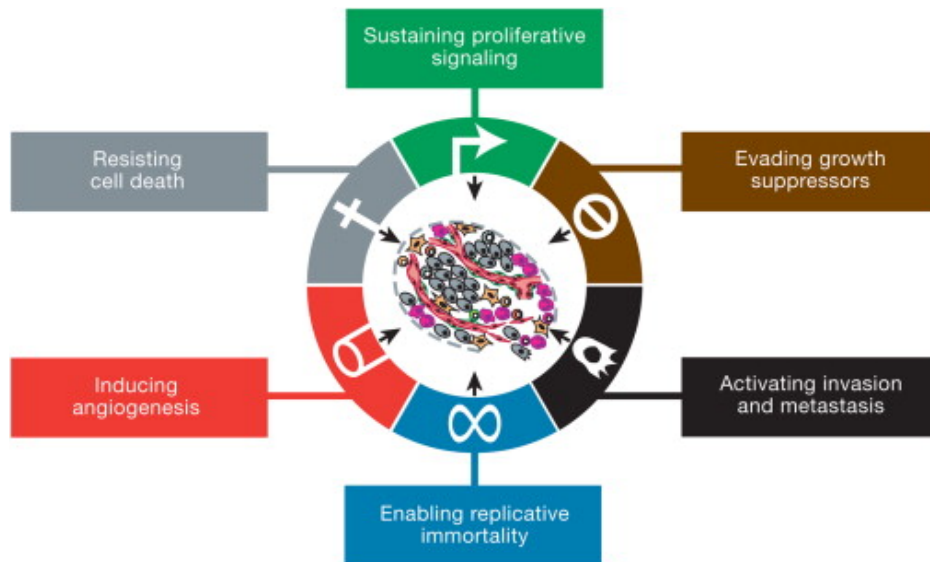 Sustaining proliferative
signaling
Resisting
cell death
Evading growth
suppressors
Inducing
angiogenesis
Activating invasion
and metastasis
Enabling replicative
immortality